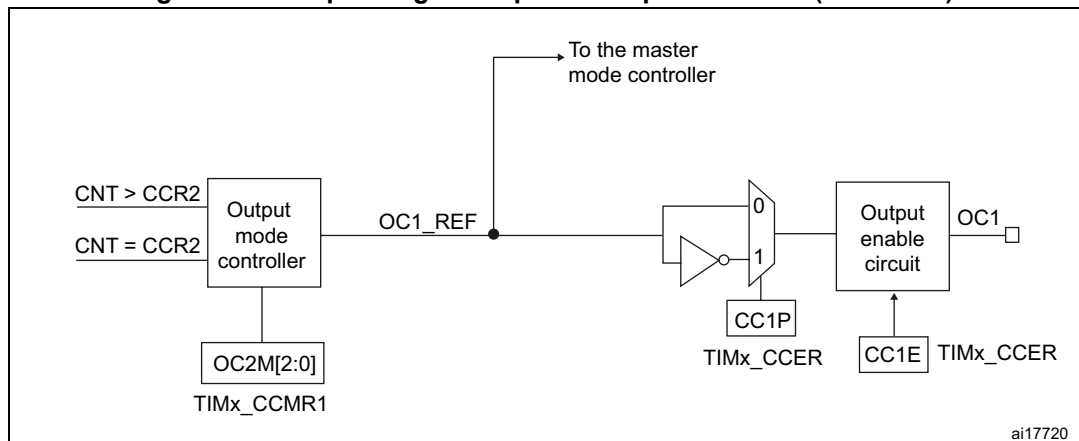 To the master
mode controller
CNT > CCR2
CNT = CCR2
Output
mode
controller
OC1_REF
0
1
Output
enable
circuit
OC1
CC1P
TIMx_CCER
CC1E
TIMx_CCER
OC2M[2:0]
TIMx_CCMR1
ai17720